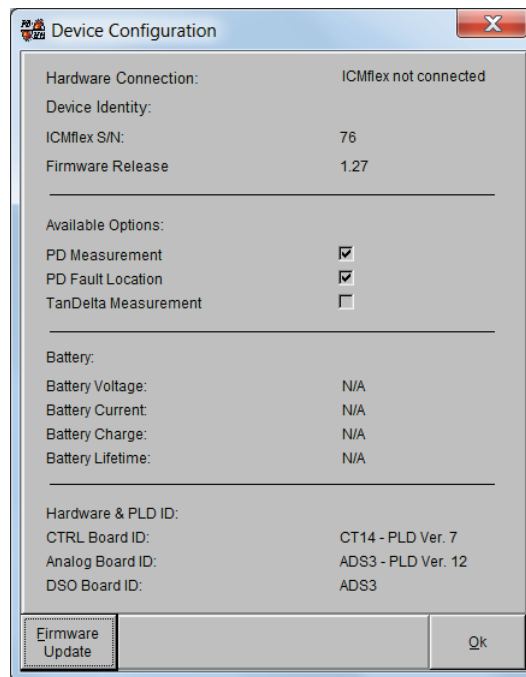 Device Configuration
Hardware Connection: ICMflex not connected
Device Identity:
ICMflex S/N: 76
Firmware Release 1.27
Available Options:
PD Measurement
PD Fault Location
TanDelta Measurement
Battery:
Battery Voltage: N/A
Battery Current: N/A
Battery Charge: N/A
Battery Lifetime: N/A
Hardware & PLD ID:
CTRL Board ID: CT14 - PLD Ver. 7
Analog Board ID: ADS3 - PLD Ver. 12
DSO Board ID: ADS3
Firmware
Update
Ok